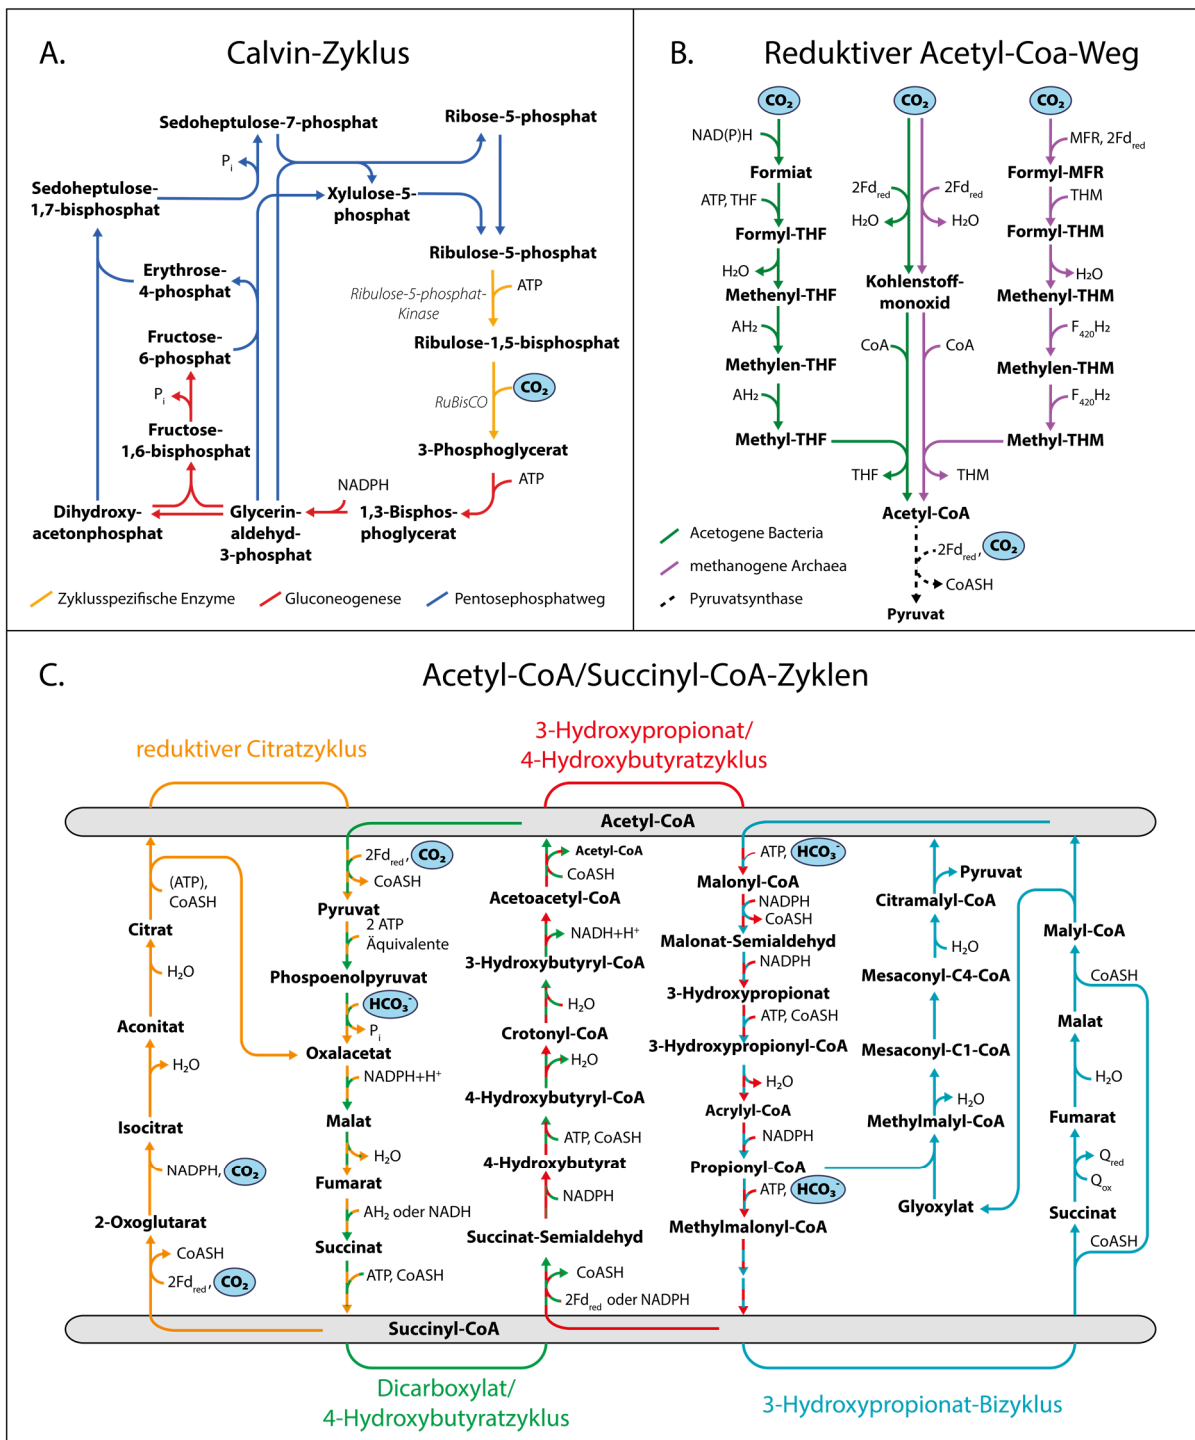 A.
Calvin-Zyklus
Sedoheptulose-7-phosphat
Ribose-5-phosphat
Pi
Sedoheptulose-
1,7-bisphosphat
Xylulose-5-
phosphat
Ribulose-5-phosphat
Erythrose-
4-phosphat
Ribulose-5-phosphat-
Kinase
ATP
Fructose-
6-phosphat
Ribulose-1,5-bisphosphat
Pi
RuBisCO
CO2
Fructose-
1,6-bisphosphat
3-Phosphoglycerat
NADPH
ATP
Dihydroxy-
acetonphosphat
Glycerin-
aldehyd-
3-phosphat
1,3-Bisphos-
phoglycerat
Zyklusspezifische Enzyme
Gluconeogenese
Pentosephosphatweg
B.
Reduktiver Acetyl-Coa-Weg
CO2
NAD(P)H
Formiat
ATP, THF
Formyl-THF
H2O
Methenyl-THF
AH2
Methylen-THF
AH2
Methyl-THF
CO2
2Fdred
2Fdred
H2O
H2O
Kohlenstoff-
monoxid
CoA
CoA
THF
THM
CO2
MFR, 2Fdred
Formyl-MFR
THM
Formyl-THM
H2O
Methenyl-THM
F420H2
Methylen-THM
F420H2
Methyl-THM
Acetyl-CoA
2Fdred, CO2
CoASH
Pyruvat
Acetogene Bacteria
methanogene Archaea
Pyruvatsynthase
C.
Acetyl-CoA/Succinyl-CoA-Zyklen
reduktiver Citratzyklus
3-Hydroxypropionat/
4-Hydroxybutyratzyklus
Acetyl-CoA
(ATP),
CoASH
Citrat
H2O
Aconitat
H2O
Isocitrat
NADPH, CO2
2-Oxoglutarat
CoASH
2Fdred, CO2
2Fdred, CO2
CoASH
Pyruvat
2 ATP
Äquivalente
Phospoenolpyruvat
HCO3-
Pi
Oxalacetat
NADPH+H+
Malat
H2O
Fumarat
AH2 oder NADH
Succinat
ATP, CoASH
Acetyl-CoA
CoASH
Acetoacetyl-CoA
NADH+H+
3-Hydroxybutyryl-CoA
H2O
Crotonyl-CoA
H2O
4-Hydroxybutyryl-CoA
ATP, CoASH
4-Hydroxybutyrat
NADPH
Succinat-Semialdehyd
CoASH
2Fdred oder NADPH
ATP, HCO3-
Malonyl-CoA
NADPH
CoASH
Malonat-Semialdehyd
NADPH
3-Hydroxypropionat
ATP, CoASH
3-Hydroxypropionyl-CoA
H2O
Acrylyl-CoA
NADPH
Propionyl-CoA
ATP, HCO3-
Methylmalonyl-CoA
Pyruvat
Citramalyl-CoA
H2O
Mesaconyl-C4-CoA
Mesaconyl-C1-CoA
H2O
Methylmalyl-CoA
Glyoxylat
Malyl-CoA
CoASH
Malat
H2O
Fumarat
Qred
Qox
Succinat
CoASH
Succinyl-CoA
Dicarboxylat/
4-Hydroxybutyratzyklus
3-Hydroxypropionat-Bizyklus